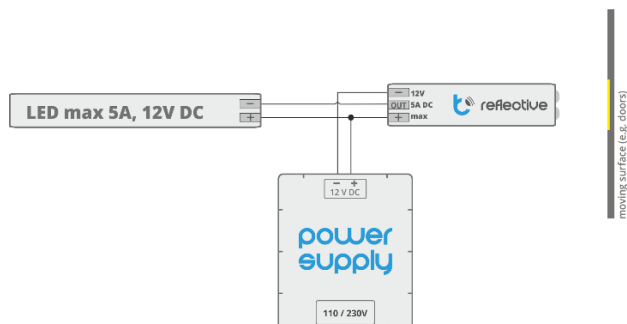 LED max 5A, 12V DC
−
+
− 12V
OUT 5A DC
+ max
reflective
− +
12 V DC
power
supply
110 / 230V
moving surface (e.g. doors)